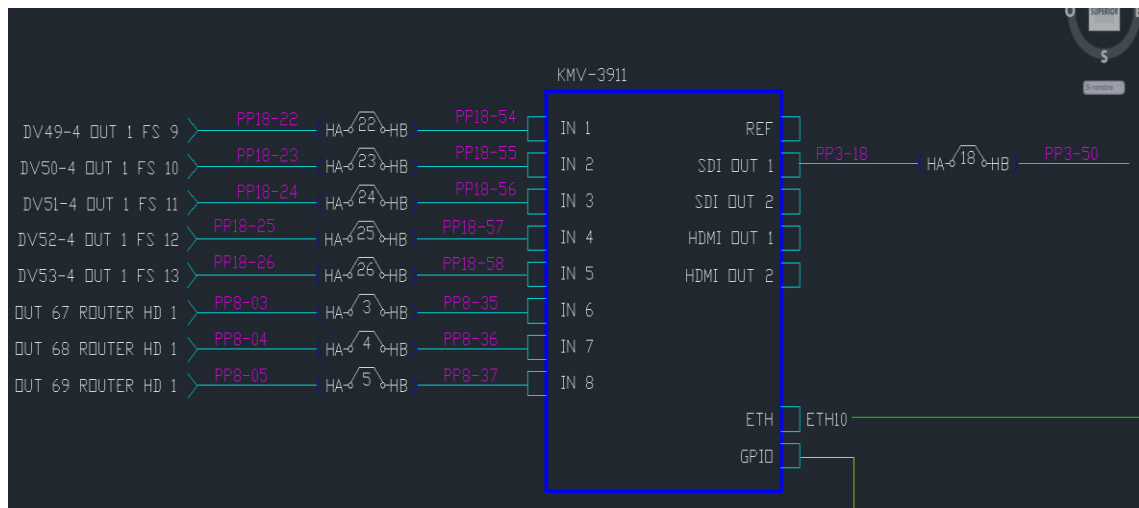 O SUPERIOR E
S
S-nombre
KMV-3911
DV49-4 OUT 1 FS 9 PP18-22 HA 22 HB PP18-54 IN 1 REF
DV50-4 OUT 1 FS 10 PP18-23 HA 23 HB PP18-55 IN 2 SDI OUT 1 PP3-18 HA 18 HB PP3-50
DV51-4 OUT 1 FS 11 PP18-24 HA 24 HB PP18-56 IN 3 SDI OUT 2
DV52-4 OUT 1 FS 12 PP18-25 HA 25 HB PP18-57 IN 4 HDMI OUT 1
DV53-4 OUT 1 FS 13 PP18-26 HA 26 HB PP18-58 IN 5 HDMI OUT 2
OUT 67 ROUTER HD 1 PP8-03 HA 3 HB PP8-35 IN 6
OUT 68 ROUTER HD 1 PP8-04 HA 4 HB PP8-36 IN 7
OUT 69 ROUTER HD 1 PP8-05 HA 5 HB PP8-37 IN 8
ETH ETH10
GPIO